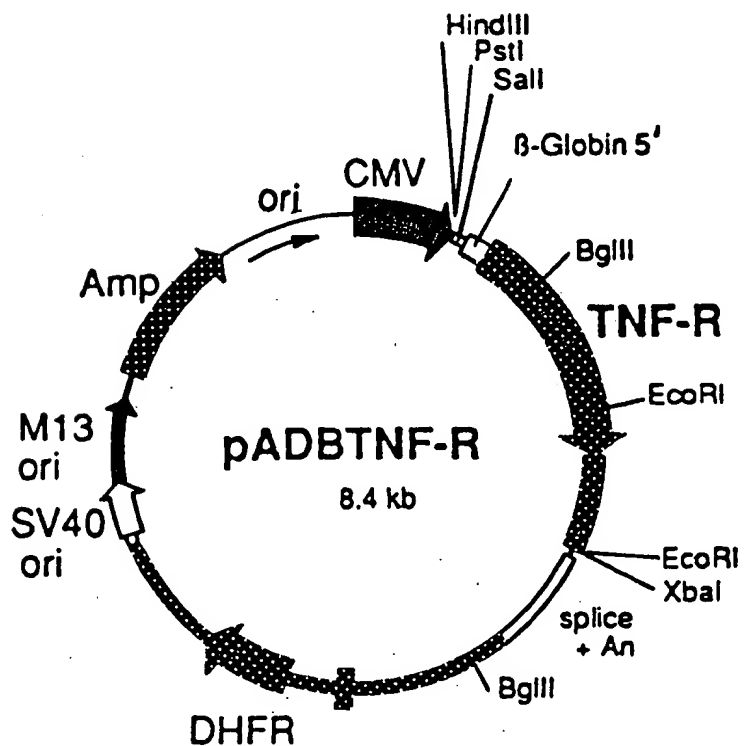 HindIII
PstI
SalI
ß-Globin 5'
CMV
ori
BglII
Amp
TNF-R
EcoRI
M13
ori
pADBTNF-R
8.4 kb
SV40
ori
EcoRI
XbaI
splice
+ An
BglII
DHFR